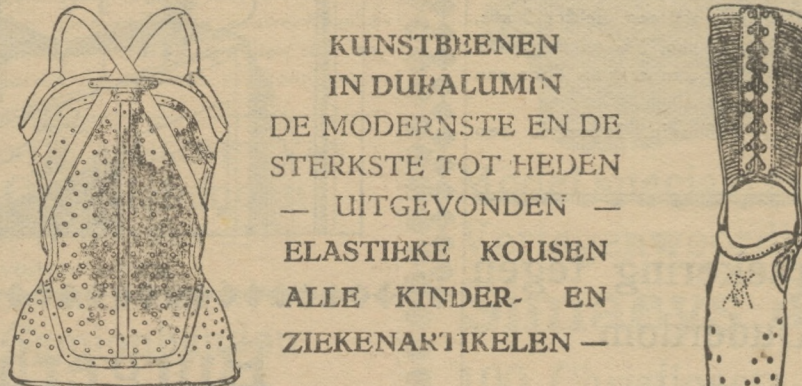 KUNSTBEENEN
IN DURALUMIN
DE MODERNSTE EN DE
STERKSTE TOT HEDEN
— UITGEVONDEN —
ELASTIEKE KOUSEN
ALLE KINDER- EN
ZIEKENARTIKELEN —